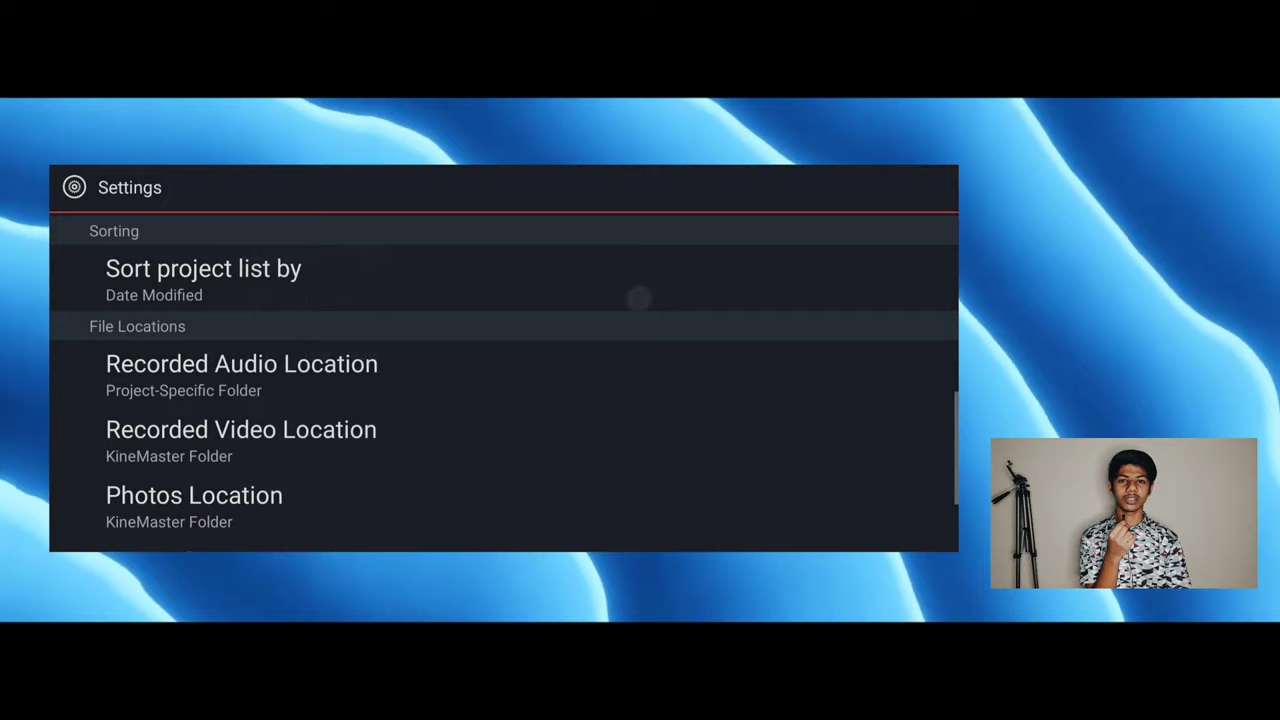 Settings
Sorting
Sort project list by
Date Modified
File Locations
Recorded Audio Location
Project-Specific Folder
Recorded Video Location
KineMaster Folder
Photos Location
KineMaster Folder